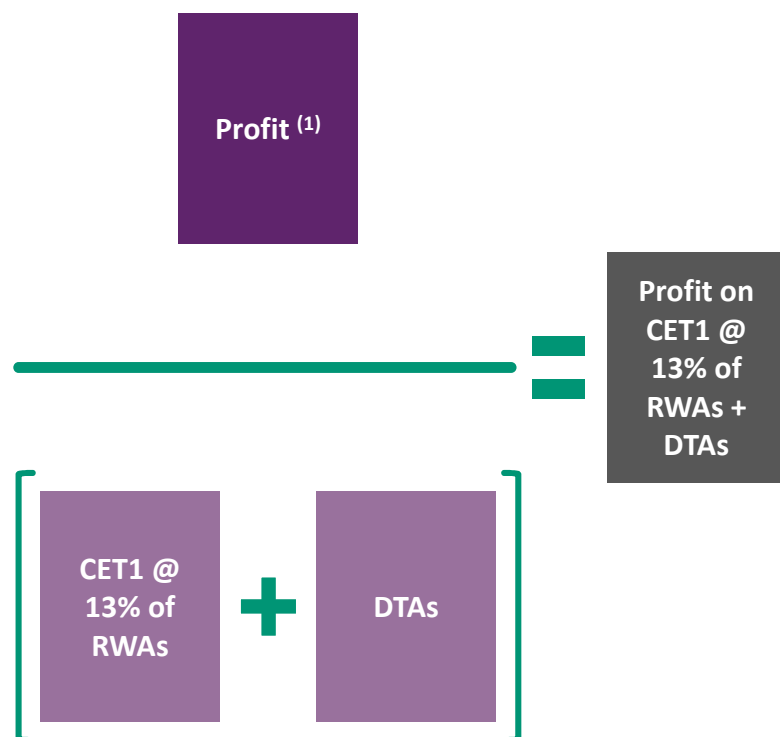 Profit (1)
Profit on
CET1 @
13% of
RWAs +
DTAs
CET1 @
13% of
RWAs
DTAs